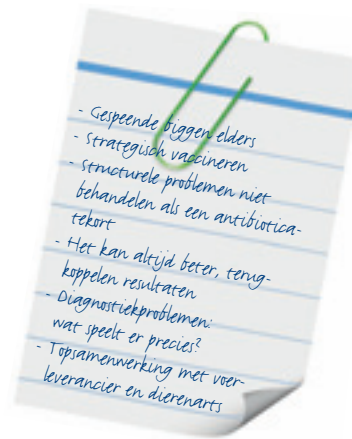 - Gespeende biggen elders
- Strategisch vaccineren
- Structurele problemen niet
behandelen als een antibiotica-
tekort
- Het kan altijd beter, terug-
koppelen resultaten
- Diagnostiekproblemen:
wat speelt er precies?
- Topsamenwerking met voer-
leverancier en dierenarts